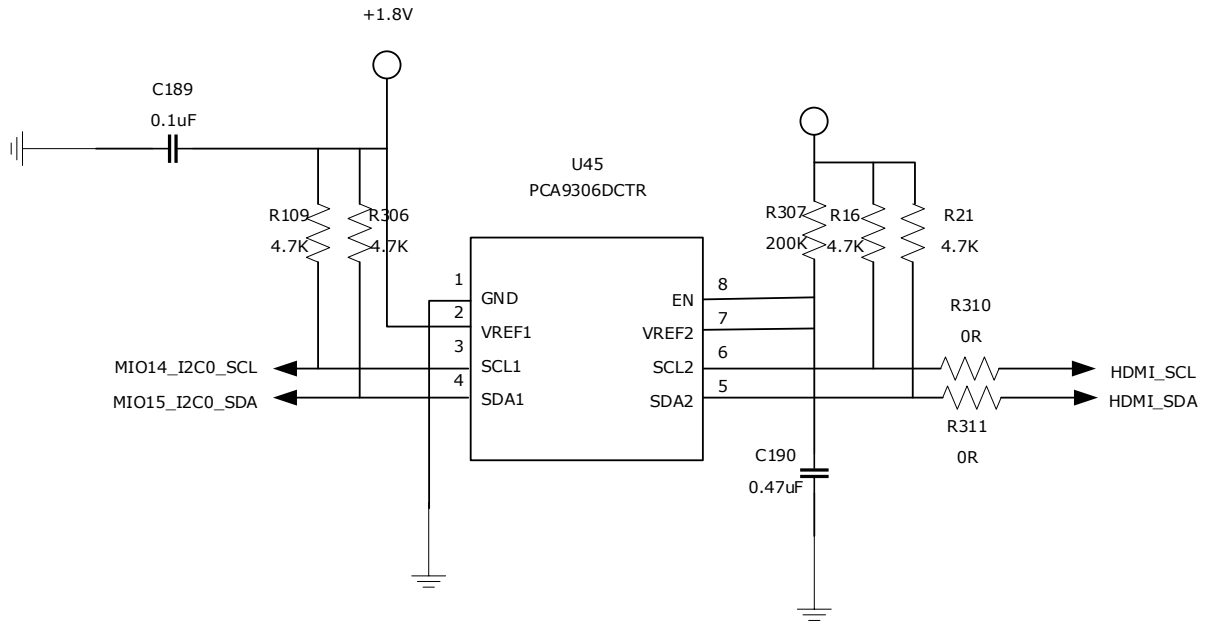 +1.8V
C189
0.1uF
U45
PCA9306DCTR
R109
4.7K
R306
4.7K
R307
200K
R16
4.7K
R21
4.7K
1
GND
2
VREF1
3
SCL1
4
SDA1
8
EN
7
VREF2
6
SCL2
5
SDA2
MIO14_I2C0_SCL
MIO15_I2C0_SDA
R310
0R
HDMI_SCL
HDMI_SDA
R311
0R
C190
0.47uF